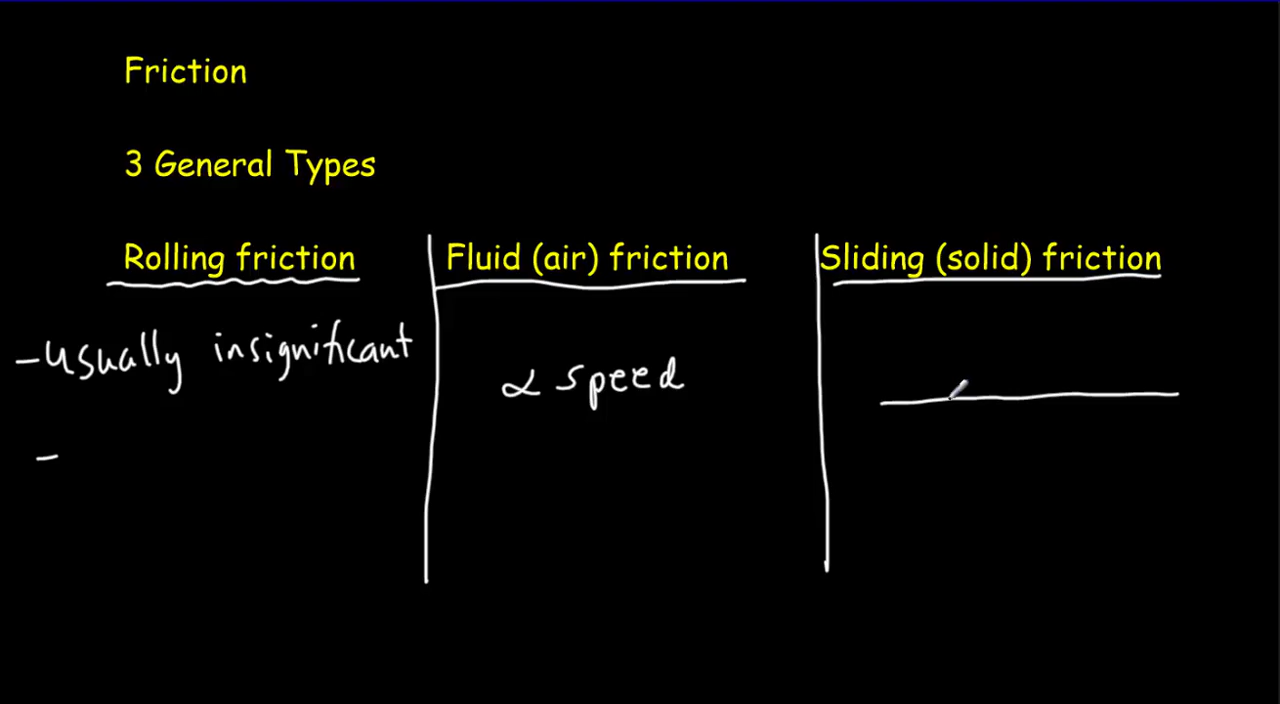 Friction
3 General Types
Rolling friction
- usually insignificant
-
Fluid (air) friction
∝ speed
Sliding (solid) friction